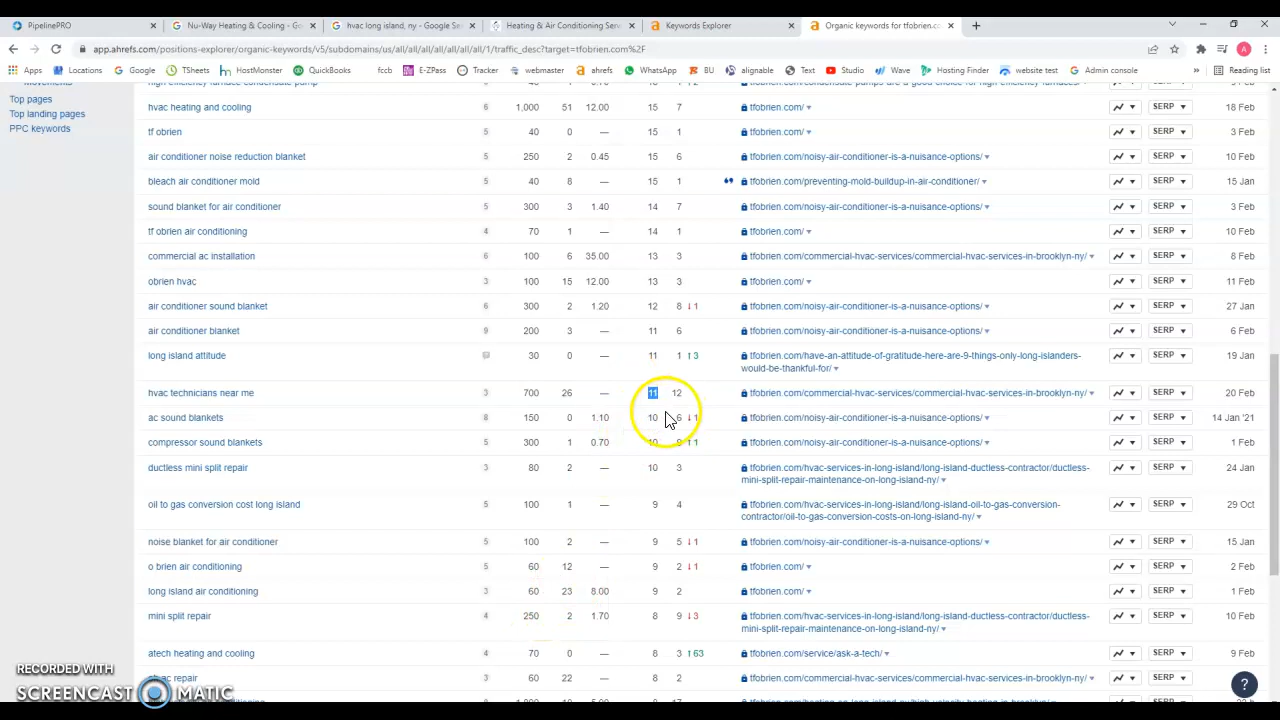 PipelinePRO × Nu-Way Heating & Cooling - Go × hvac long island, ny - Google Se × Heating & Air Conditioning Serv × Keywords Explorer × Organic keywords for tfobrien.c ×
app.ahrefs.com/positions-explorer/organic-keywords/v5/subdomains/us/all/all/all/all/all/all/all/1/traffic_desc?target=tfobrien.com%2F
Apps Locations Google TSheets HostMonster QuickBooks fccb E-ZPass Tracker webmaster ahrefs WhatsApp BU alignable Text Studio Wave Hosting Finder website test Admin console » Reading list
Top pages
Top landing pages
PPC keywords
hvac heating and cooling 6 1,000 51 12.00 15 7 tfobrien.com/ SERP 18 Feb
tf obrien 5 40 0 — 15 1 tfobrien.com/ SERP 3 Feb
air conditioner noise reduction blanket 5 250 2 0.45 15 6 tfobrien.com/noisy-air-conditioner-is-a-nuisance-options/ SERP 10 Feb
bleach air conditioner mold 5 40 8 — 15 1 tfobrien.com/preventing-mold-buildup-in-air-conditioner/ SERP 15 Jan
sound blanket for air conditioner 5 300 3 1.40 14 7 tfobrien.com/noisy-air-conditioner-is-a-nuisance-options/ SERP 3 Feb
tf obrien air conditioning 4 70 1 — 14 1 tfobrien.com/ SERP 10 Feb
commercial ac installation 6 100 6 35.00 13 3 tfobrien.com/commercial-hvac-services/commercial-hvac-services-in-brooklyn-ny/ SERP 8 Feb
obrien hvac 3 100 15 12.00 13 3 tfobrien.com/ SERP 11 Feb
air conditioner sound blanket 6 300 2 1.20 12 8 ↓1 tfobrien.com/noisy-air-conditioner-is-a-nuisance-options/ SERP 27 Jan
air conditioner blanket 9 200 3 — 11 6 tfobrien.com/noisy-air-conditioner-is-a-nuisance-options/ SERP 6 Feb
long island attitude 30 0 — 11 1 ↑3 tfobrien.com/have-an-attitude-of-gratitude-here-are-9-things-only-long-islanders- SERP 19 Jan
would-be-thankful-for/
hvac technicians near me 3 700 26 — 11 12 tfobrien.com/commercial-hvac-services/commercial-hvac-services-in-brooklyn-ny/ SERP 20 Feb
ac sound blankets 8 150 0 1.10 10 6 ↓1 tfobrien.com/noisy-air-conditioner-is-a-nuisance-options/ SERP 14 Jan '21
compressor sound blankets 5 300 1 0.70 10 9 ↑1 tfobrien.com/noisy-air-conditioner-is-a-nuisance-options/ SERP 1 Feb
ductless mini split repair 3 80 2 — 10 3 tfobrien.com/hvac-services-in-long-island/long-island-ductless-contractor/ductless- SERP 24 Jan
mini-split-repair-maintenance-on-long-island-ny/
oil to gas conversion cost long island 5 100 1 — 9 4 tfobrien.com/hvac-services-in-long-island/long-island-oil-to-gas-conversion- SERP 29 Oct
contractor/oil-to-gas-conversion-costs-on-long-island-ny/
noise blanket for air conditioner 5 100 2 — 9 5 ↓1 tfobrien.com/noisy-air-conditioner-is-a-nuisance-options/ SERP 15 Jan
o brien air conditioning 5 60 12 — 9 2 ↓1 tfobrien.com/ SERP 2 Feb
long island air conditioning 3 60 23 8.00 9 2 tfobrien.com/ SERP 1 Feb
mini split repair 4 250 2 1.70 8 9 ↓3 tfobrien.com/hvac-services-in-long-island/long-island-ductless-contractor/ductless- SERP 10 Feb
mini-split-repair-maintenance-on-long-island-ny/
atech heating and cooling 4 70 0 — 8 3 ↑63 tfobrien.com/service/ask-a-tech/ SERP 9 Feb
repair 3 60 22 — 8 2 tfobrien.com/commercial-hvac-services/commercial-hvac-services-in-brooklyn-ny/ SERP 2 Feb
RECORDED WITH
SCREENCAST MATIC